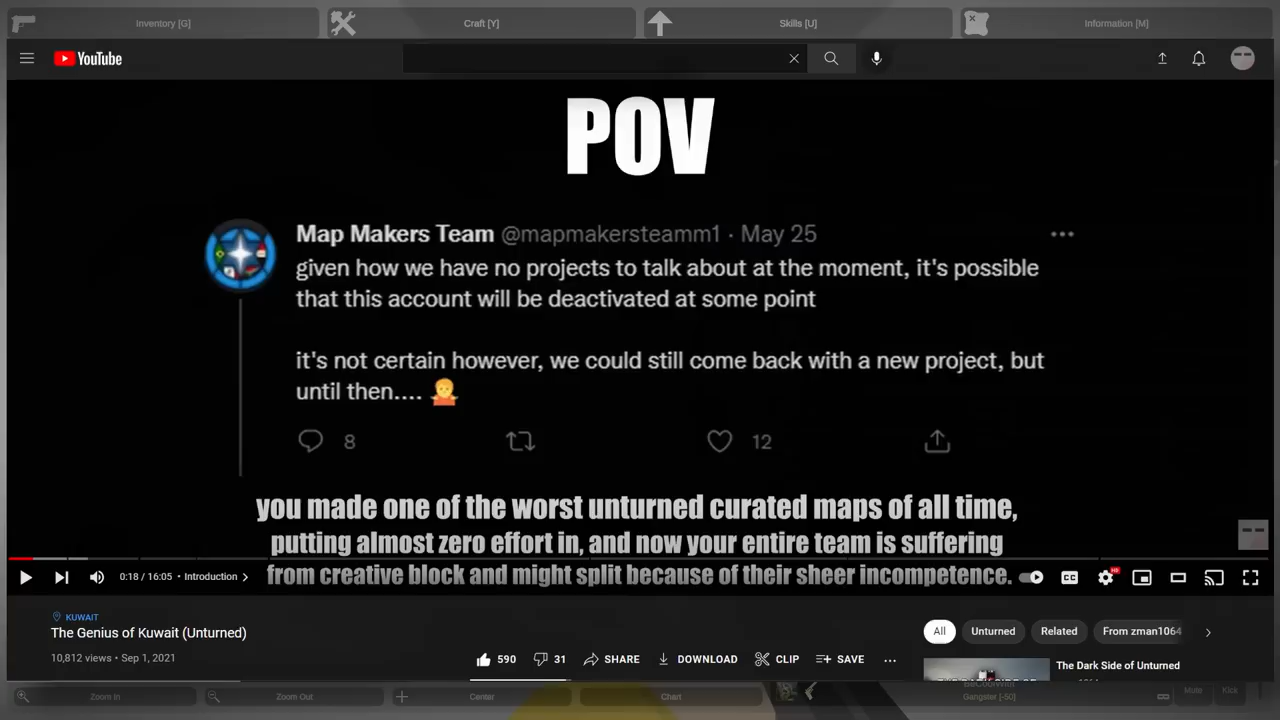 Inventory [G]
Craft [Y]
Skills [U]
Information [M]
YouTube
POV
Map Makers Team @mapmakersteamm1 · May 25
given how we have no projects to talk about at the moment, it's possible
that this account will be deactivated at some point
it's not certain however, we could still come back with a new project, but
until then....
8
12
you made one of the worst unturned curated maps of all time,
putting almost zero effort in, and now your entire team is suffering
from creative block and might split because of their sheer incompetence.
0:18 / 16:05 • Introduction
CC
HD
KUWAIT
The Genius of Kuwait (Unturned)
10,812 views • Sep 1, 2021
590
31
SHARE
DOWNLOAD
CLIP
SAVE
All
Unturned
Related
From zman1064
The Dark Side of Unturned
Zoom In
Zoom Out
Center
Chart
Gangster [-50]
Mute
Kick